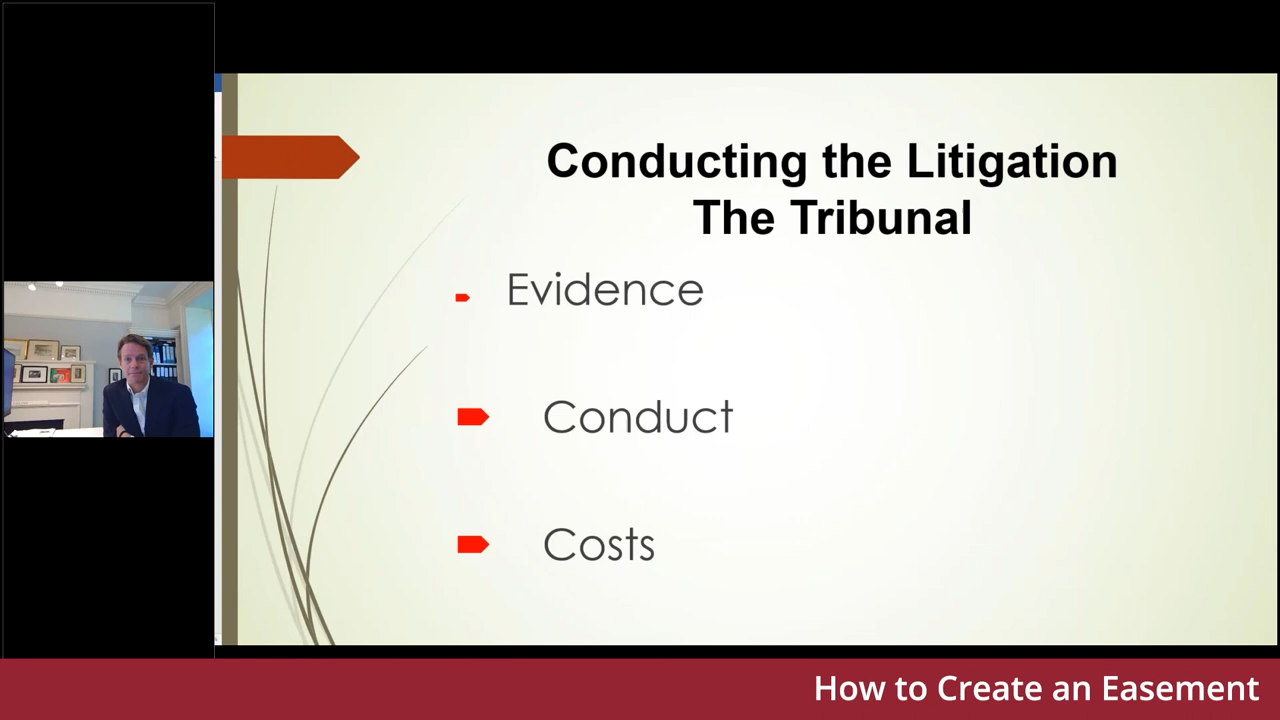 Conducting the Litigation
The Tribunal
Evidence
Conduct
Costs
How to Create an Easement